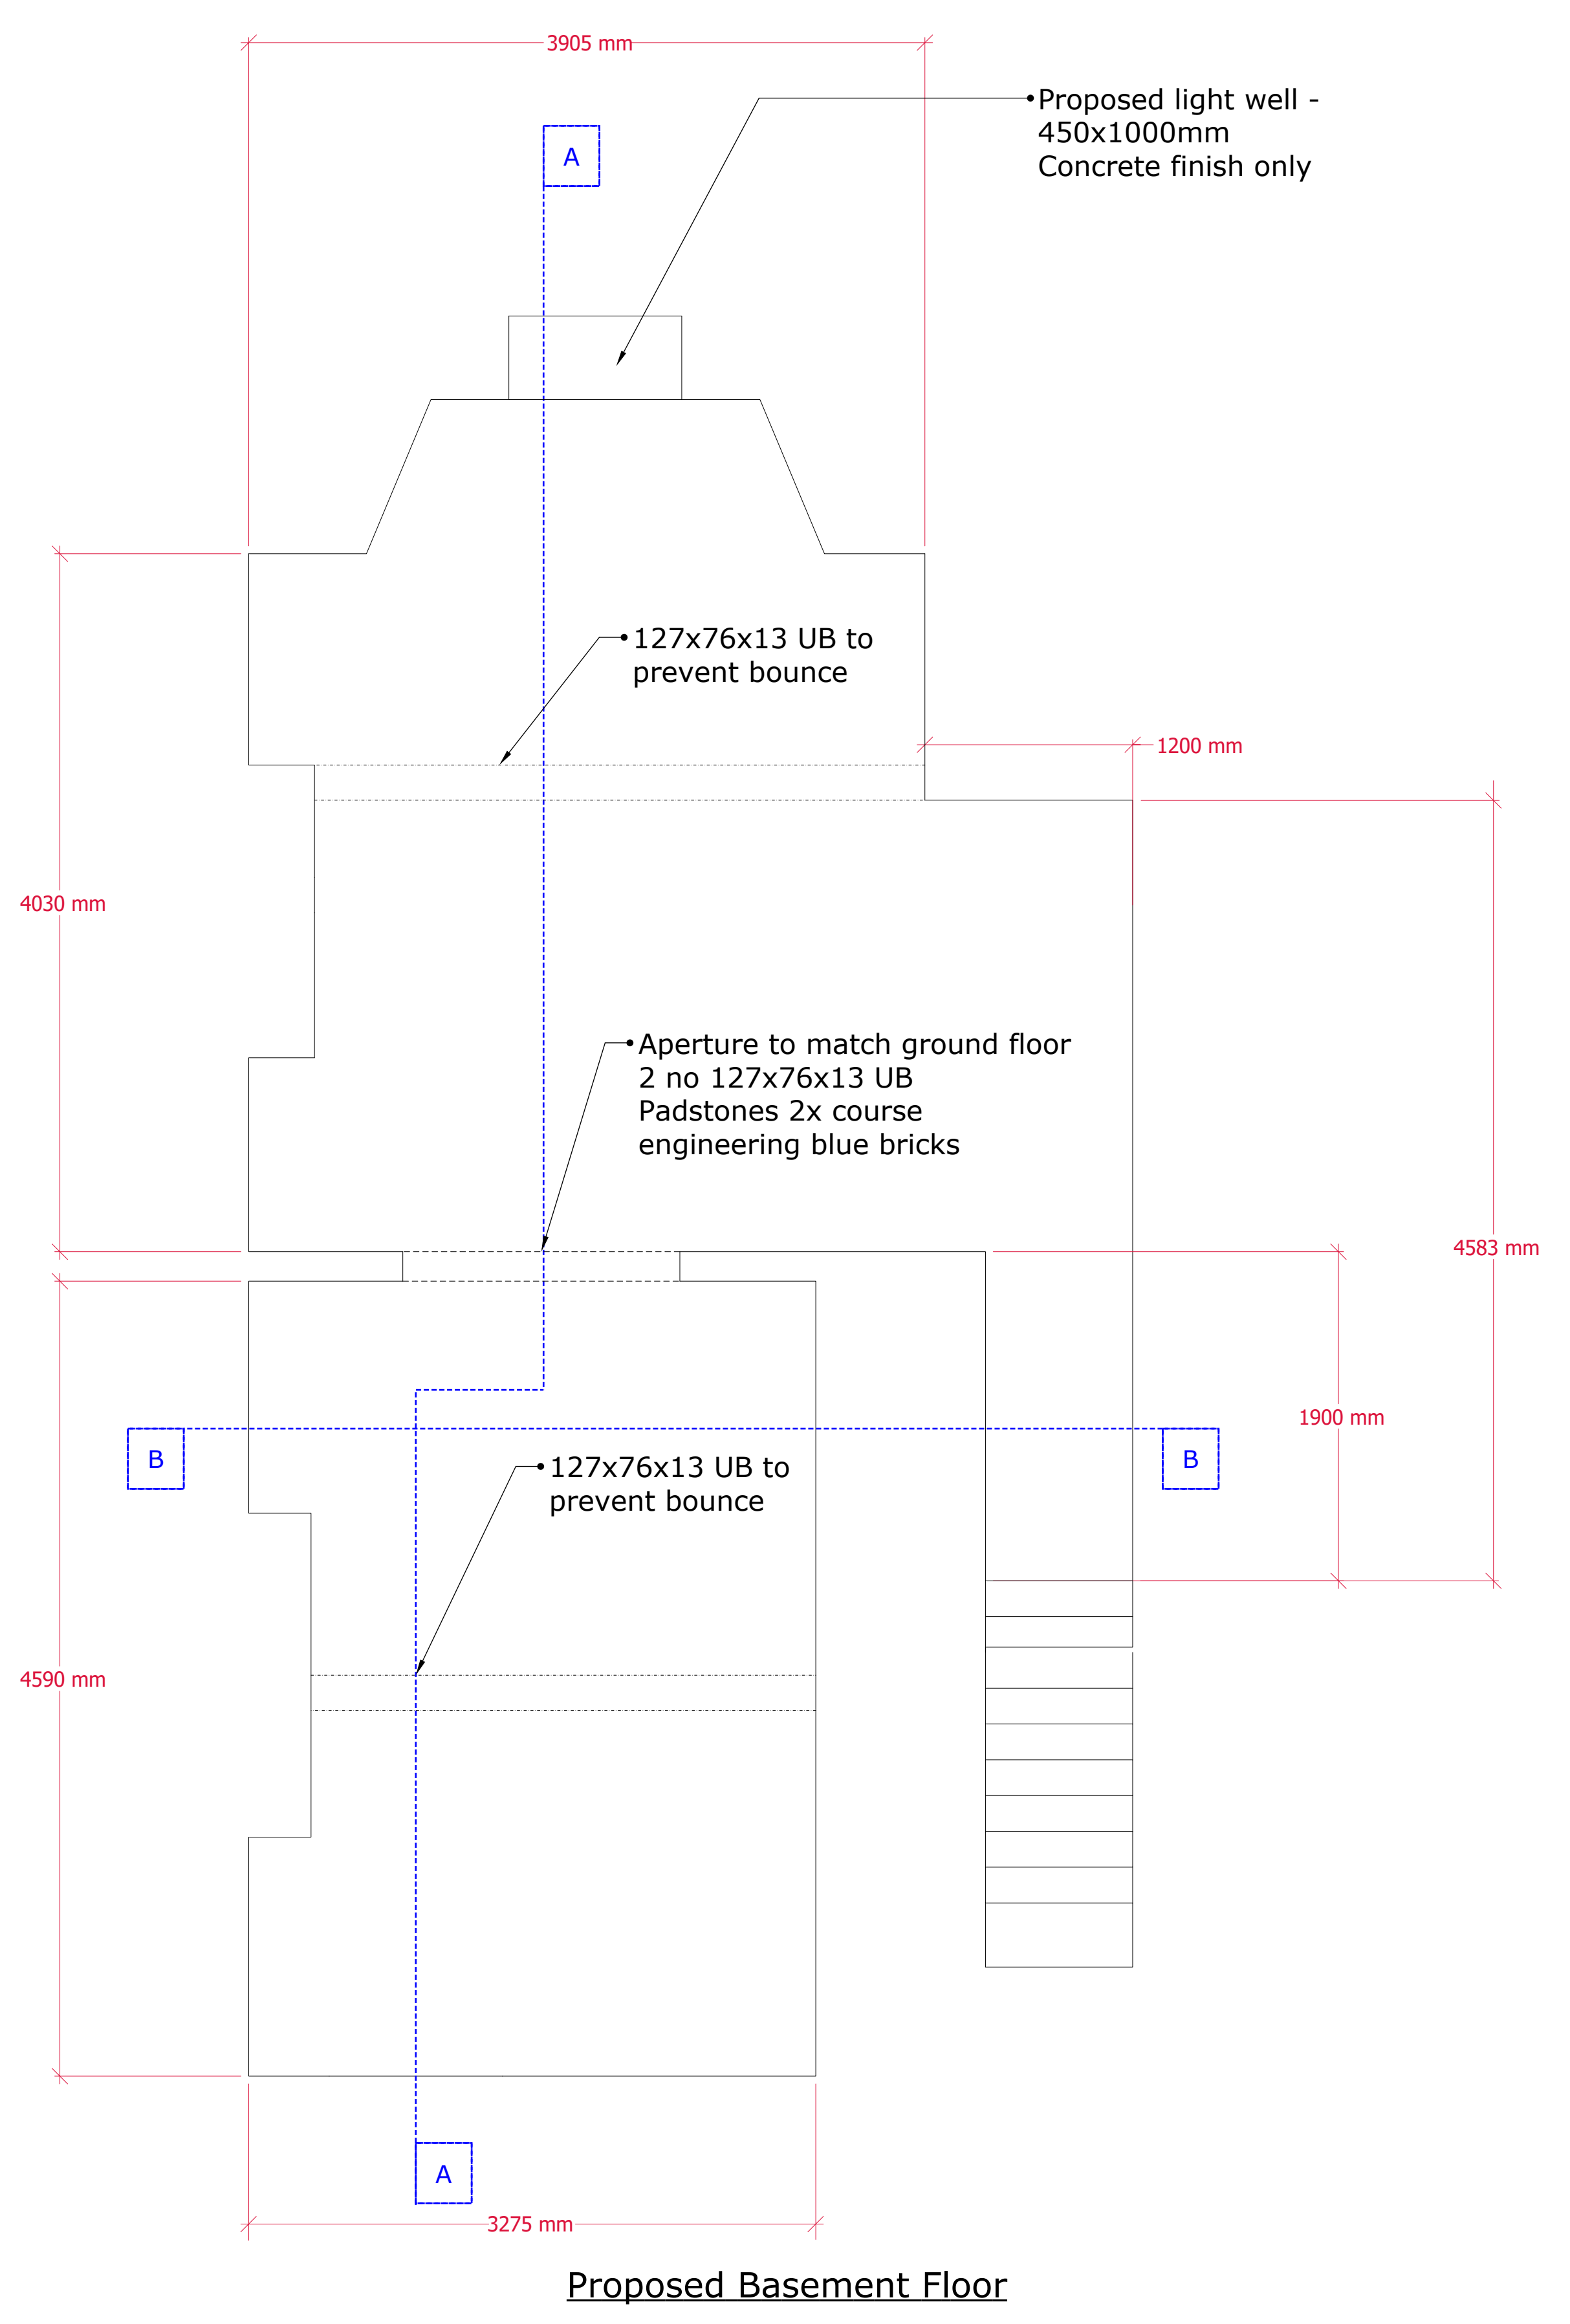 3905 mm
Proposed light well -
450x1000mm
Concrete finish only
A
127x76x13 UB to
prevent bounce
1200 mm
4030 mm
Aperture to match ground floor
2 no 127x76x13 UB
Padstones 2x course
engineering blue bricks
4583 mm
1900 mm
B
B
127x76x13 UB to
prevent bounce
4590 mm
A
3275 mm
Proposed Basement Floor